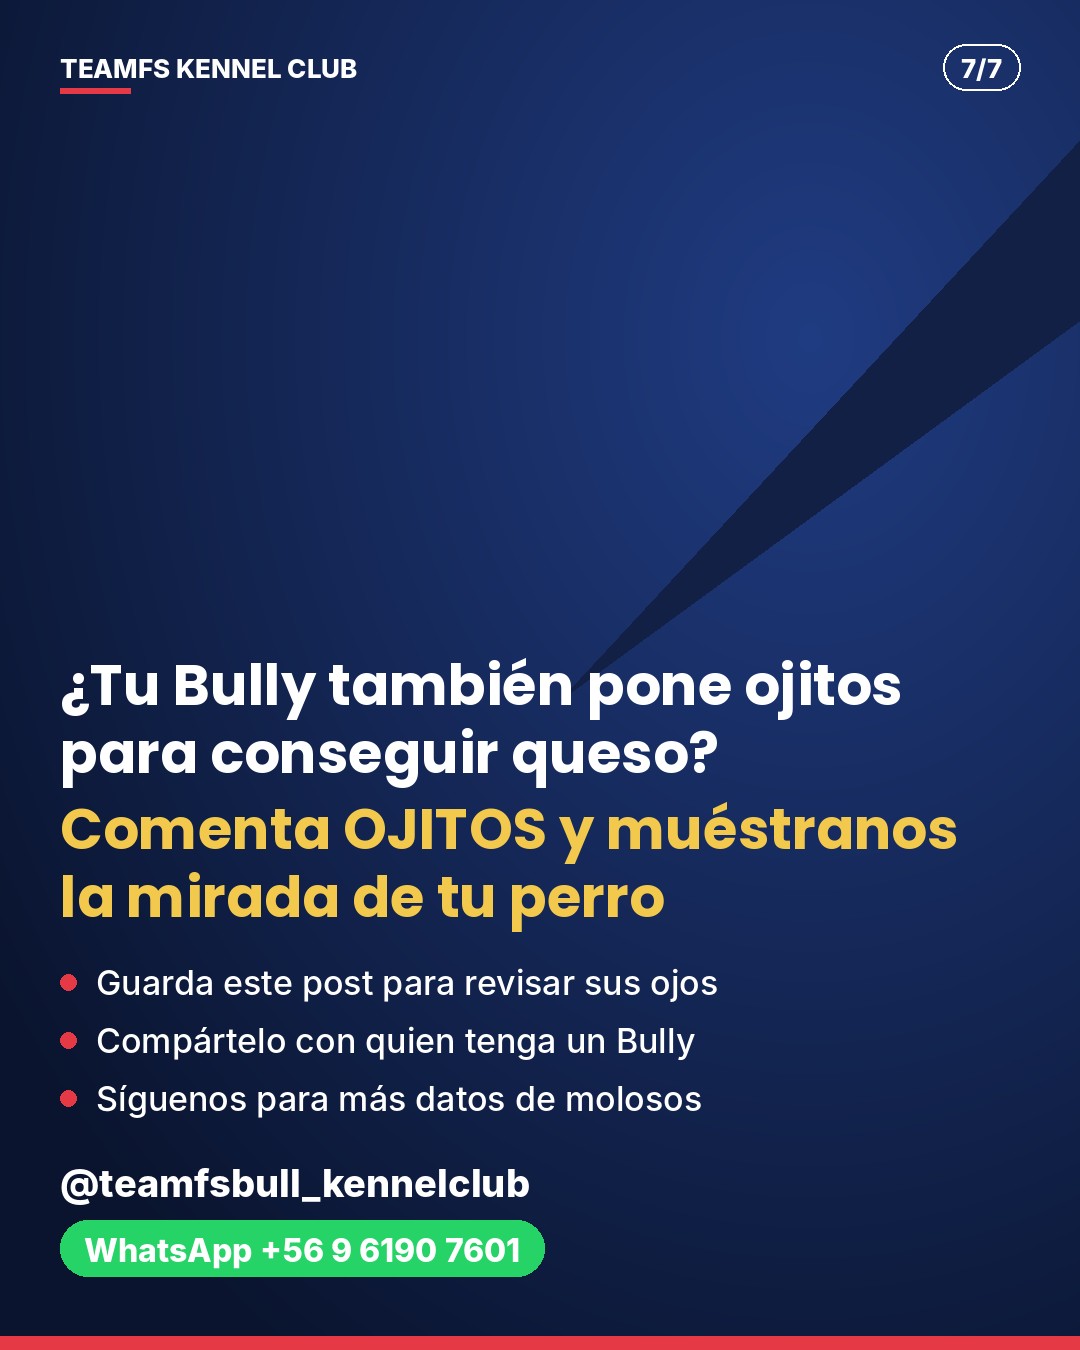 TEAMFS KENNEL CLUB
7/7
¿Tu Bully también pone ojitos
para conseguir queso?
Comenta OJITOS y muéstranos
la mirada de tu perro
Guarda este post para revisar sus ojos
Compártelo con quien tenga un Bully
Síguenos para más datos de molosos
@teamfsbull_kennelclub
WhatsApp +56 9 6190 7601